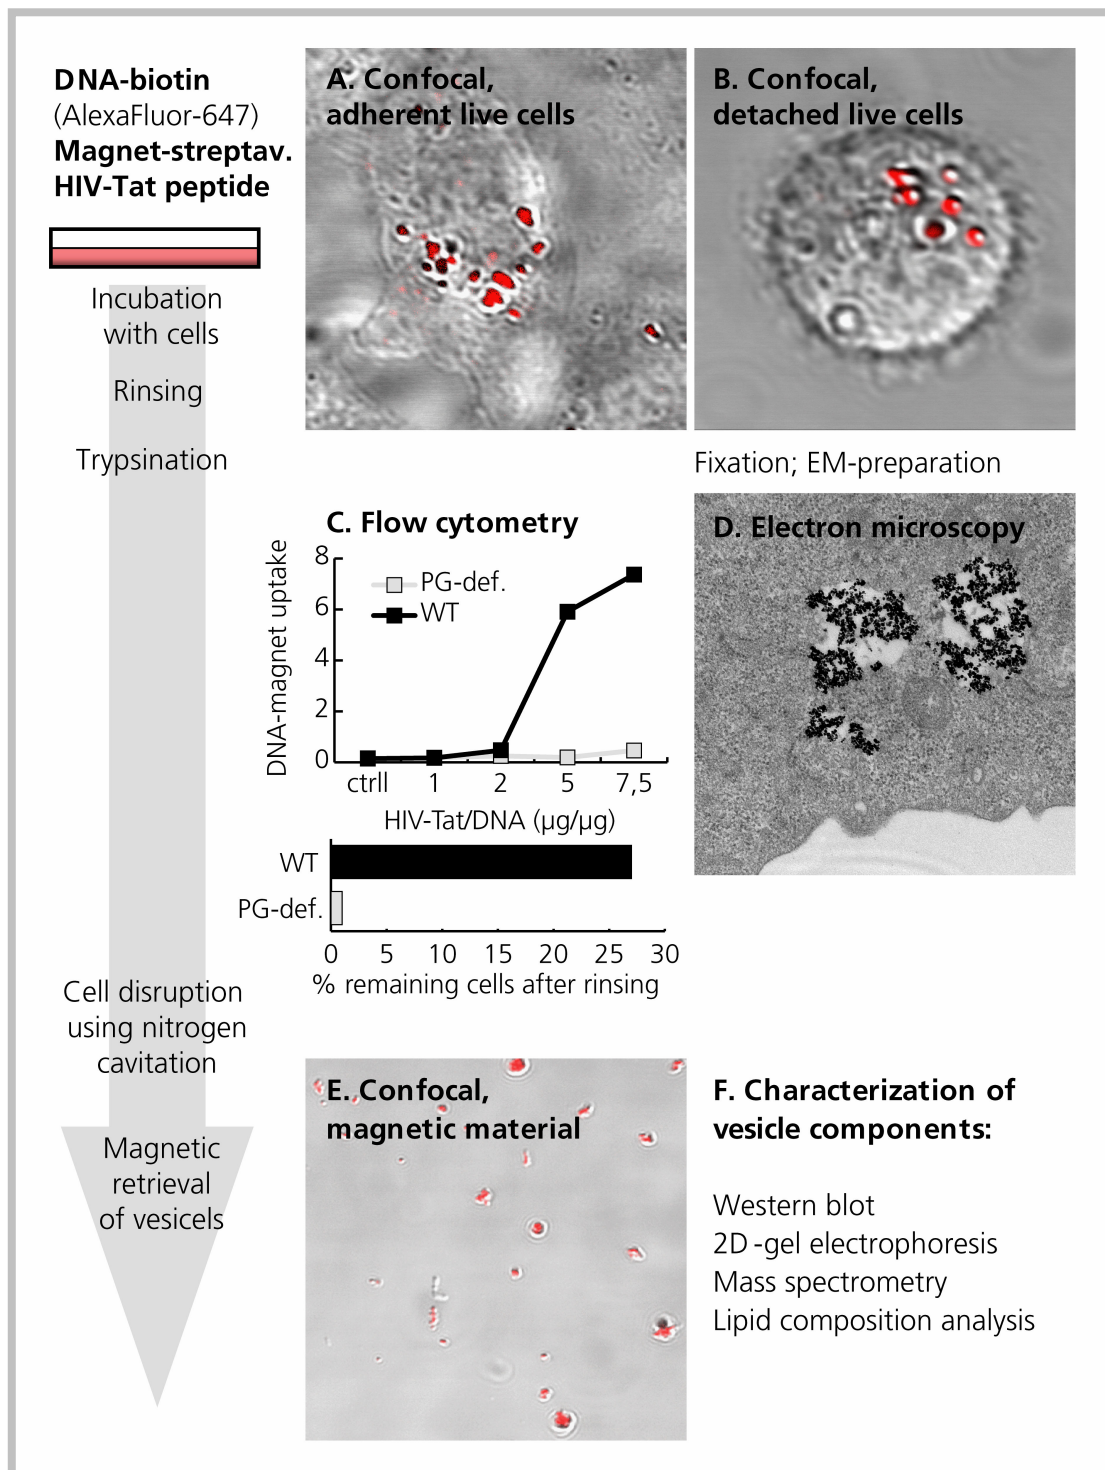 DNA-biotin
(AlexaFluor-647)
Magnet-streptav.
HIV-Tat peptide
Incubation
with cells
Rinsing
Trypsination
A. Confocal,
adherent live cells
B. Confocal,
detached live cells
Fixation; EM-preparation
C. Flow cytometry
DNA-magnet uptake
8
6
4
2
0
PG-def.
WT
ctrll 1 2 5 7,5
HIV-Tat/DNA (µg/µg)
WT
PG-def.
0 5 10 15 20 25 30
% remaining cells after rinsing
D. Electron microscopy
Cell disruption
using nitrogen
cavitation
Magnetic
retrieval
of vesicels
E. Confocal,
magnetic material
F. Characterization of
vesicle components:
Western blot
2D-gel electrophoresis
Mass spectrometry
Lipid composition analysis